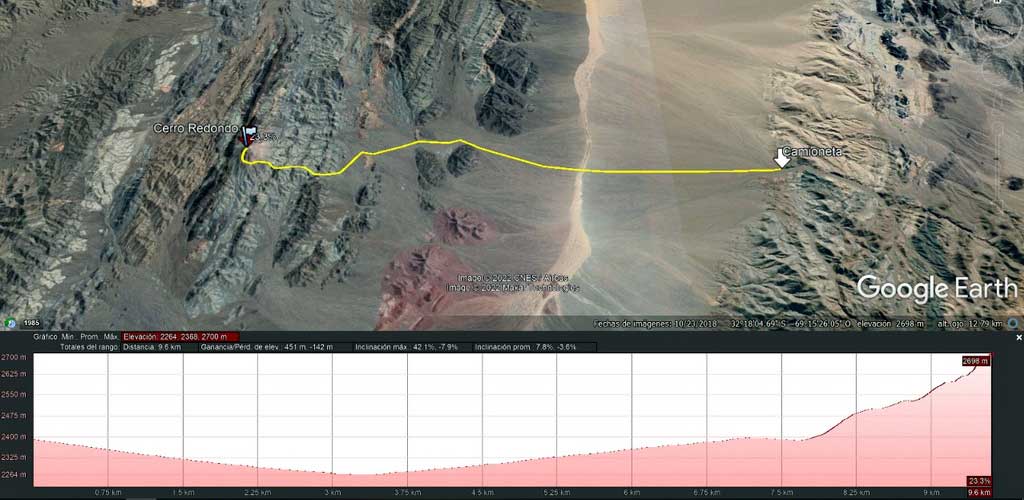 Cerro Redondo
23.3%
Camioneta
Image © 2022 CNES / Airbus
Image © 2022 Maxar Technologies
Google Earth
1985
Fechas de imágenes: 10/23/2018 32°18'04.69" S 69°15'26.05" O elevación 2698 m alt. ojo 12.79 km
Gráfico Mín., Prom., Máx. Elevación: 2264, 2368, 2700 m
Totales del rango: Distancia: 9.6 km Ganancia/Pérd. de elev.: 451 m, -142 m Inclinación máx.: 42.1%, -7.9% Inclinación prom.: 7.8%, -3.6%
2700 m
2698 m
2625 m
2550 m
2475 m
2400 m
2325 m
2264 m
23.3%
0.75 km 1.5 km 2.25 km 3 km 3.75 km 4.5 km 5.25 km 6 km 6.75 km 7.5 km 8.25 km 9 km 9.6 km